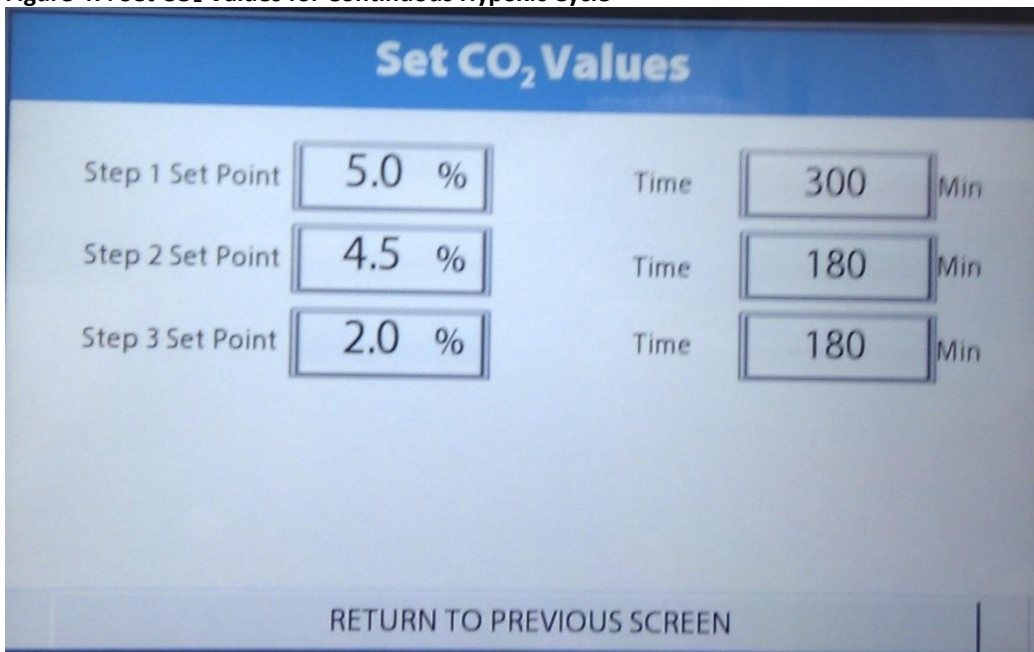 Set CO₂ Values
Step 1 Set Point 5.0 % Time 300 Min
Step 2 Set Point 4.5 % Time 180 Min
Step 3 Set Point 2.0 % Time 180 Min
RETURN TO PREVIOUS SCREEN